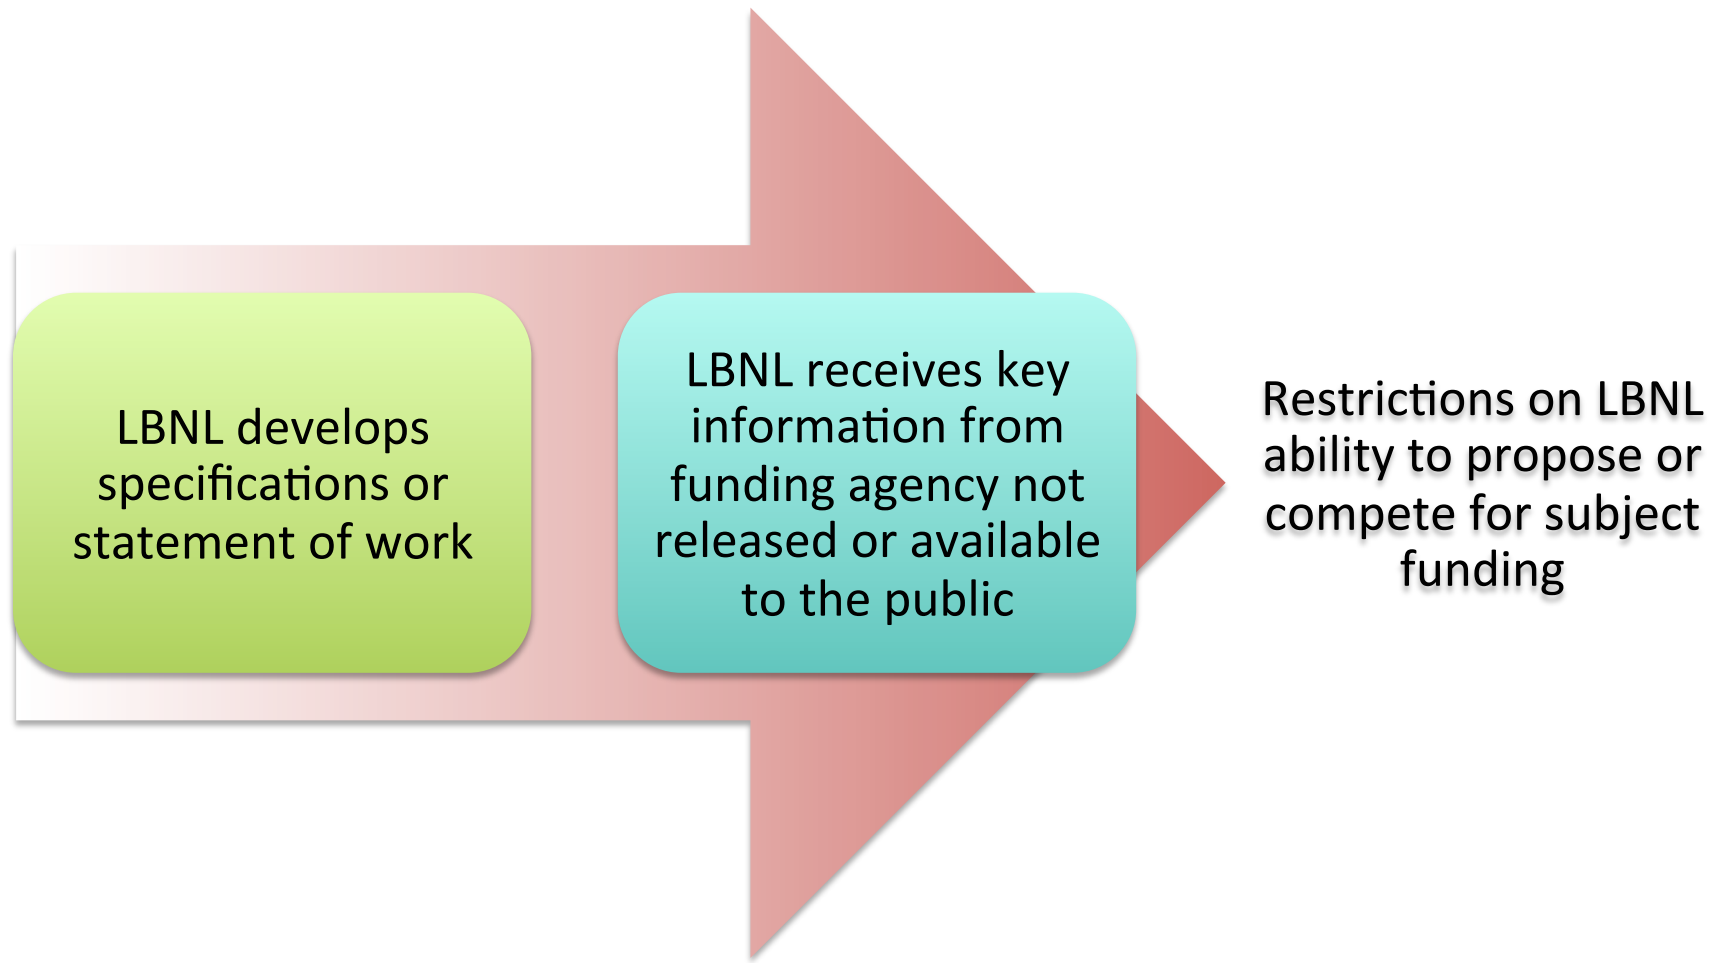 LBNL develops
specifications or
statement of work
LBNL receives key
information from
funding agency not
released or available
to the public
Restrictions on LBNL
ability to propose or
compete for subject
funding